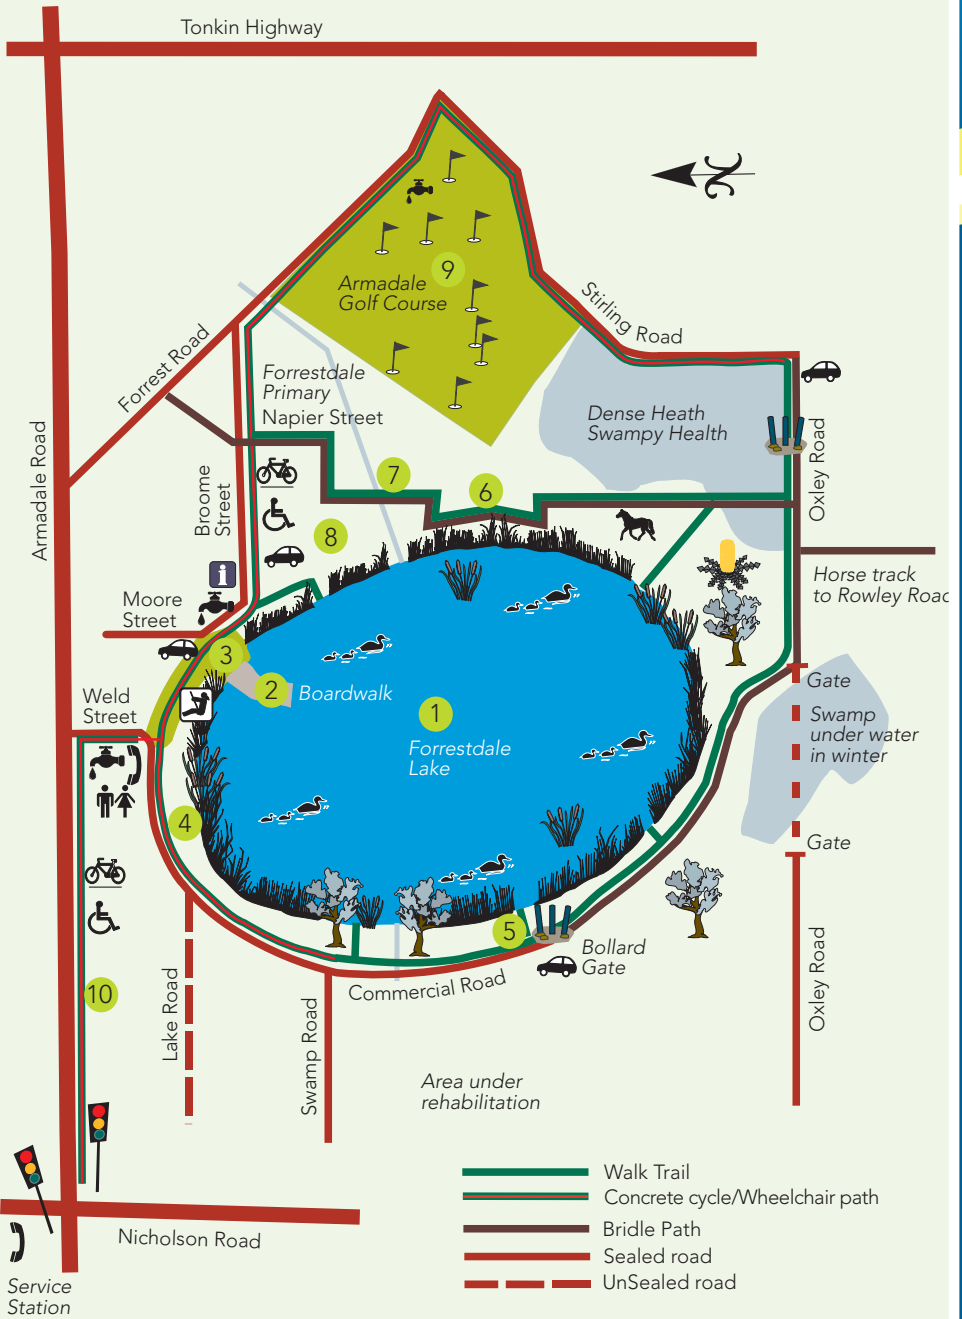 Tonkin Highway
9
Armadale
Golf Course
Stirling Road
Forrest Road
Forrestdale
Primary
Napier Street
Dense Heath
Swampy Health
Oxley Road
Armadale Road
Broome
Street
7
6
8
i
Horse track
to Rowley Road
Moore
Street
3
2
Boardwalk
1
Forrestdale
Lake
Weld
Street
Gate
Swamp
under water
in winter
Gate
4
5
Bollard
Gate
Commercial Road
10
Lake Road
Swamp Road
Oxley Road
Area under
rehabilitation
Walk Trail
Concrete cycle/Wheelchair path
Bridle Path
Sealed road
UnSealed road
Nicholson Road
Service
Station